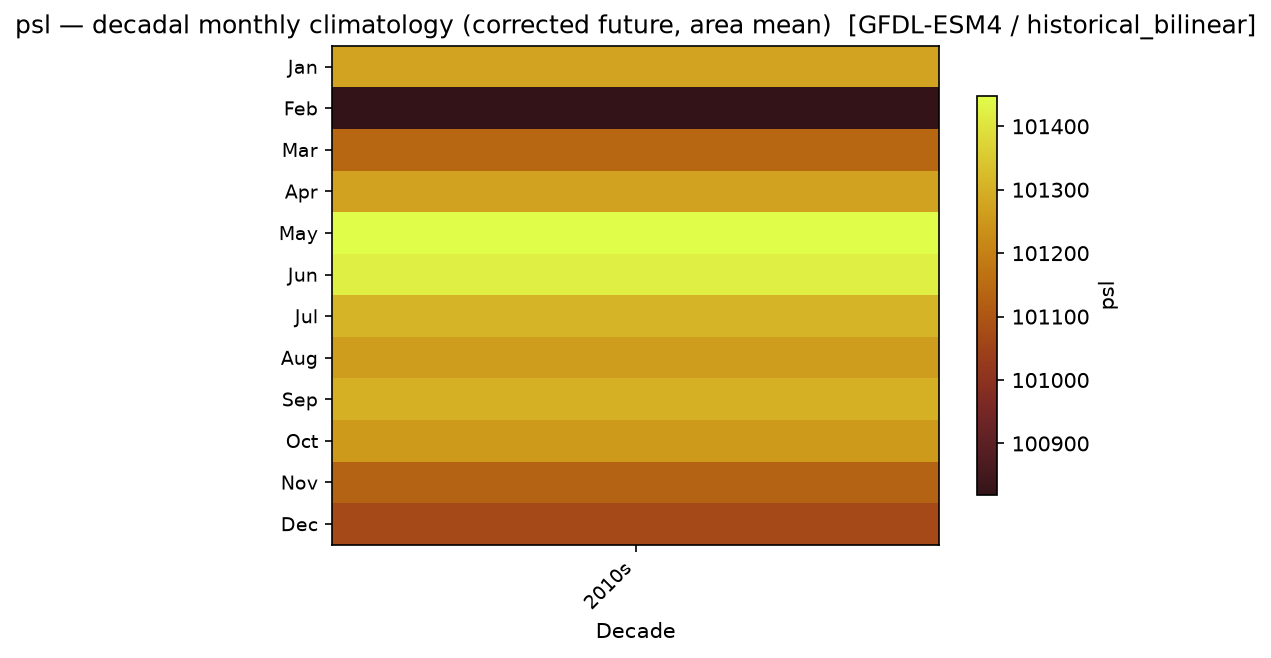 psl — decadal monthly climatology (corrected future, area mean)  [GFDL-ESM4 / historical_bilinear]
Jan
Feb
Mar
Apr
May
Jun
Jul
Aug
Sep
Oct
Nov
Dec
2010s
Decade
101400
101300
101200
101100
101000
100900
psl